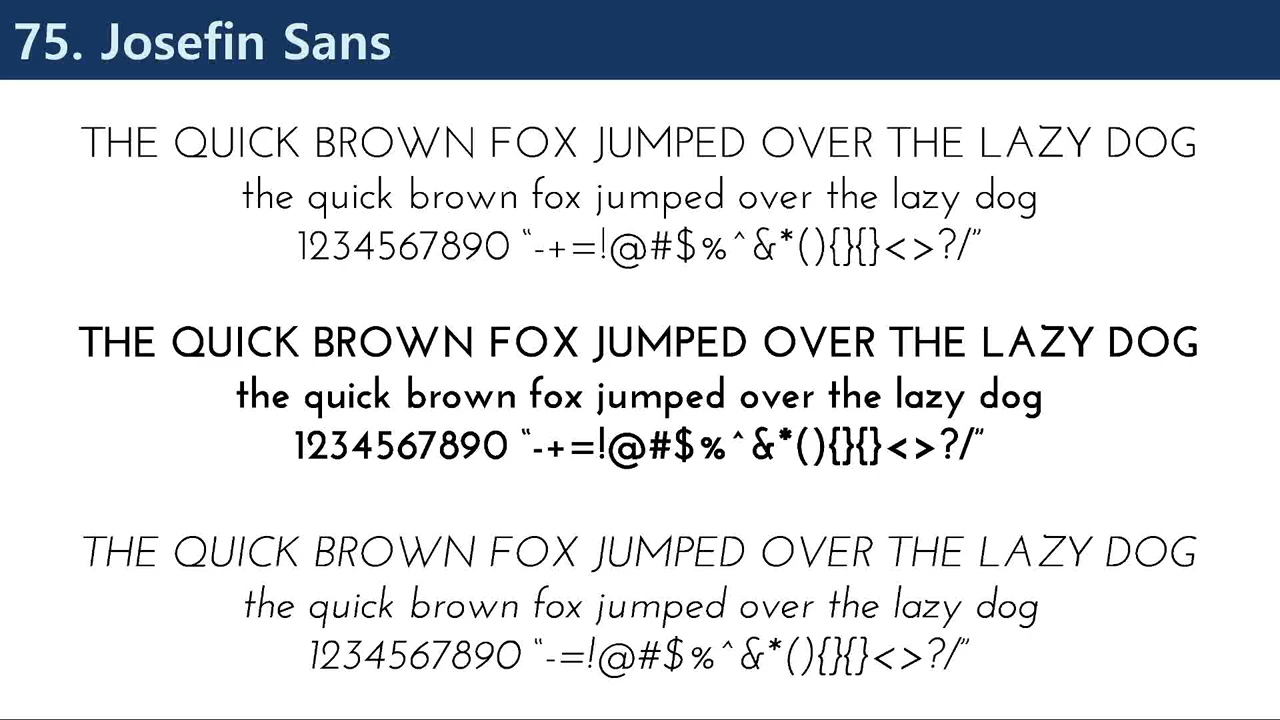 75. Josefin Sans
THE QUICK BROWN FOX JUMPED OVER THE LAZY DOG
the quick brown fox jumped over the lazy dog
1234567890 “-+=!@#$%^&*(){}{}<>?/”
THE QUICK BROWN FOX JUMPED OVER THE LAZY DOG
the quick brown fox jumped over the lazy dog
1234567890 “-+=!@#$%^&*(){}{}<>?/”
THE QUICK BROWN FOX JUMPED OVER THE LAZY DOG
the quick brown fox jumped over the lazy dog
1234567890 “-=!@#$%^&*(){}{}<>?/”